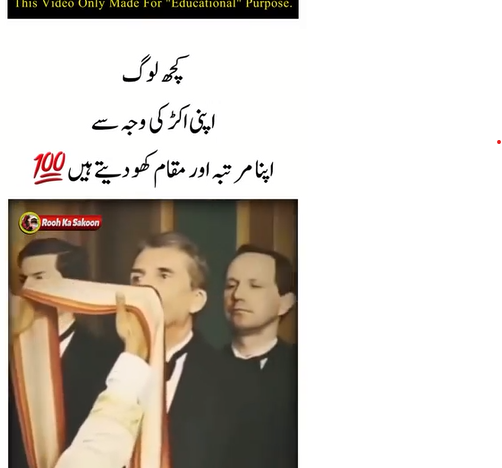 This Video Only Made For "Educational" Purpose.
کچھ لوگ
اپنی اکڑ کی وجہ سے
اپنا مرتبہ اور مقام کھو دیتے ہیں 💯
Rooh Ka Sakoon